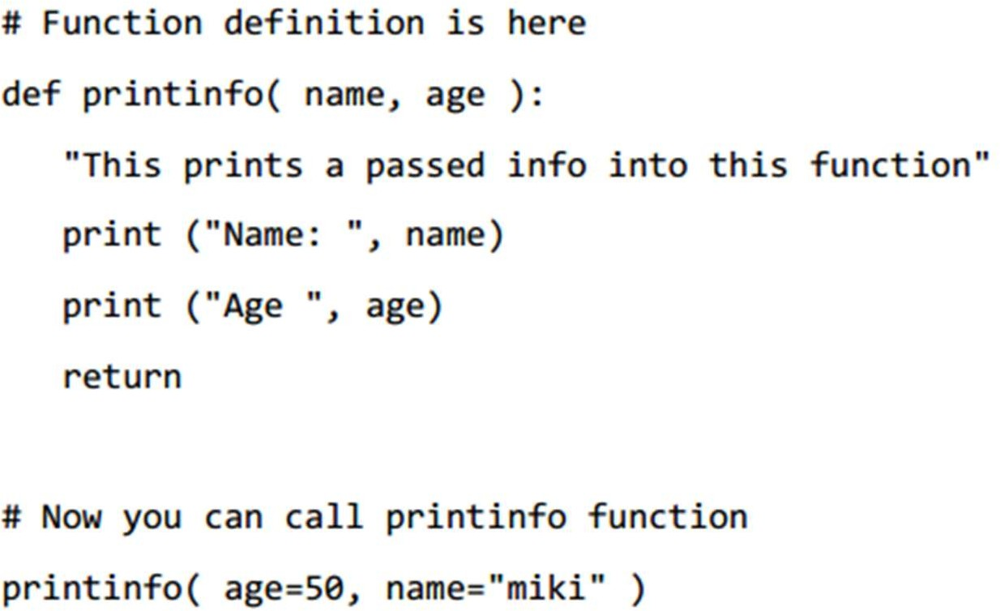 # Function definition is here
def printinfo( name, age ):
   "This prints a passed info into this function"
   print ("Name: ", name)
   print ("Age ", age)
   return
# Now you can call printinfo function
printinfo( age=50, name="miki" )